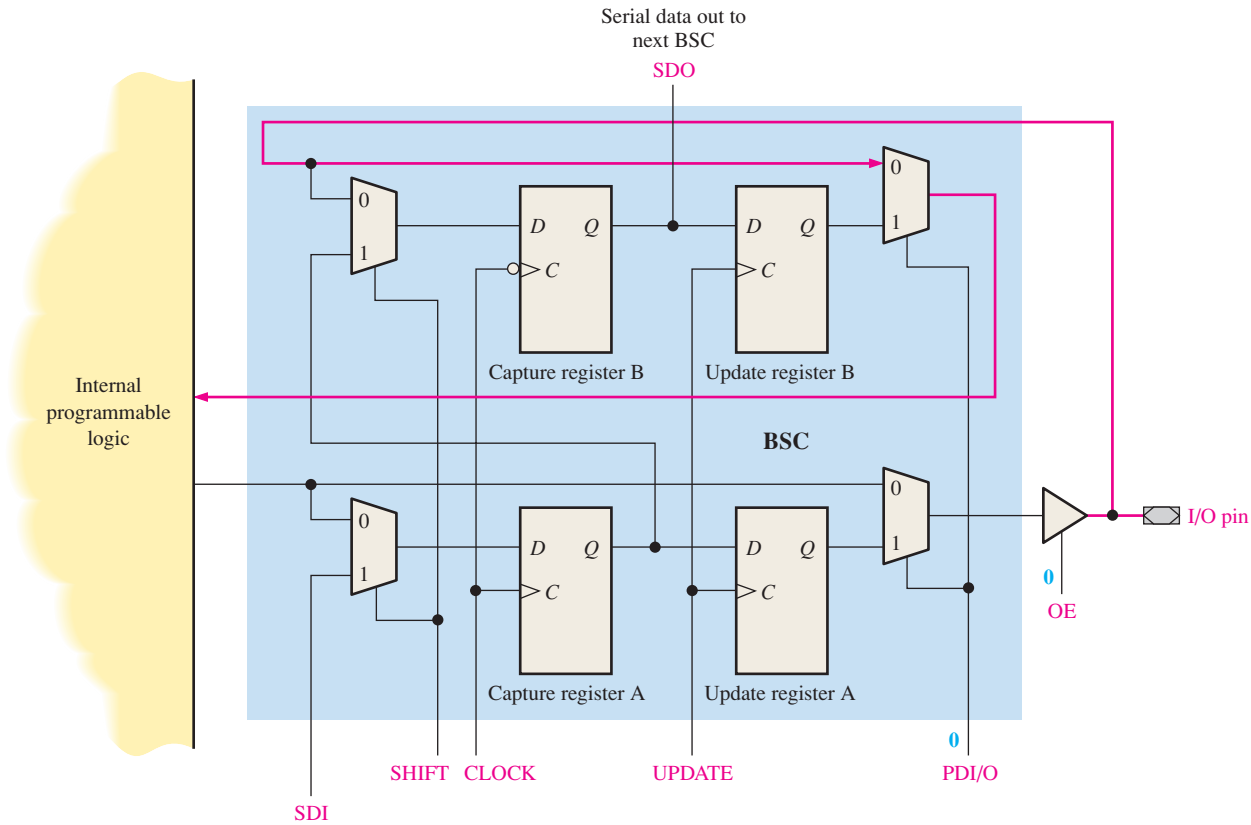 Serial data out to
next BSC
SDO
0
1
D Q
C
Capture register B
D Q
C
Update register B
0
1
Internal
programmable
logic
BSC
0
1
D Q
C
Capture register A
D Q
C
Update register A
0
1
I/O pin
0
OE
0
SHIFT CLOCK UPDATE PDI/O
SDI